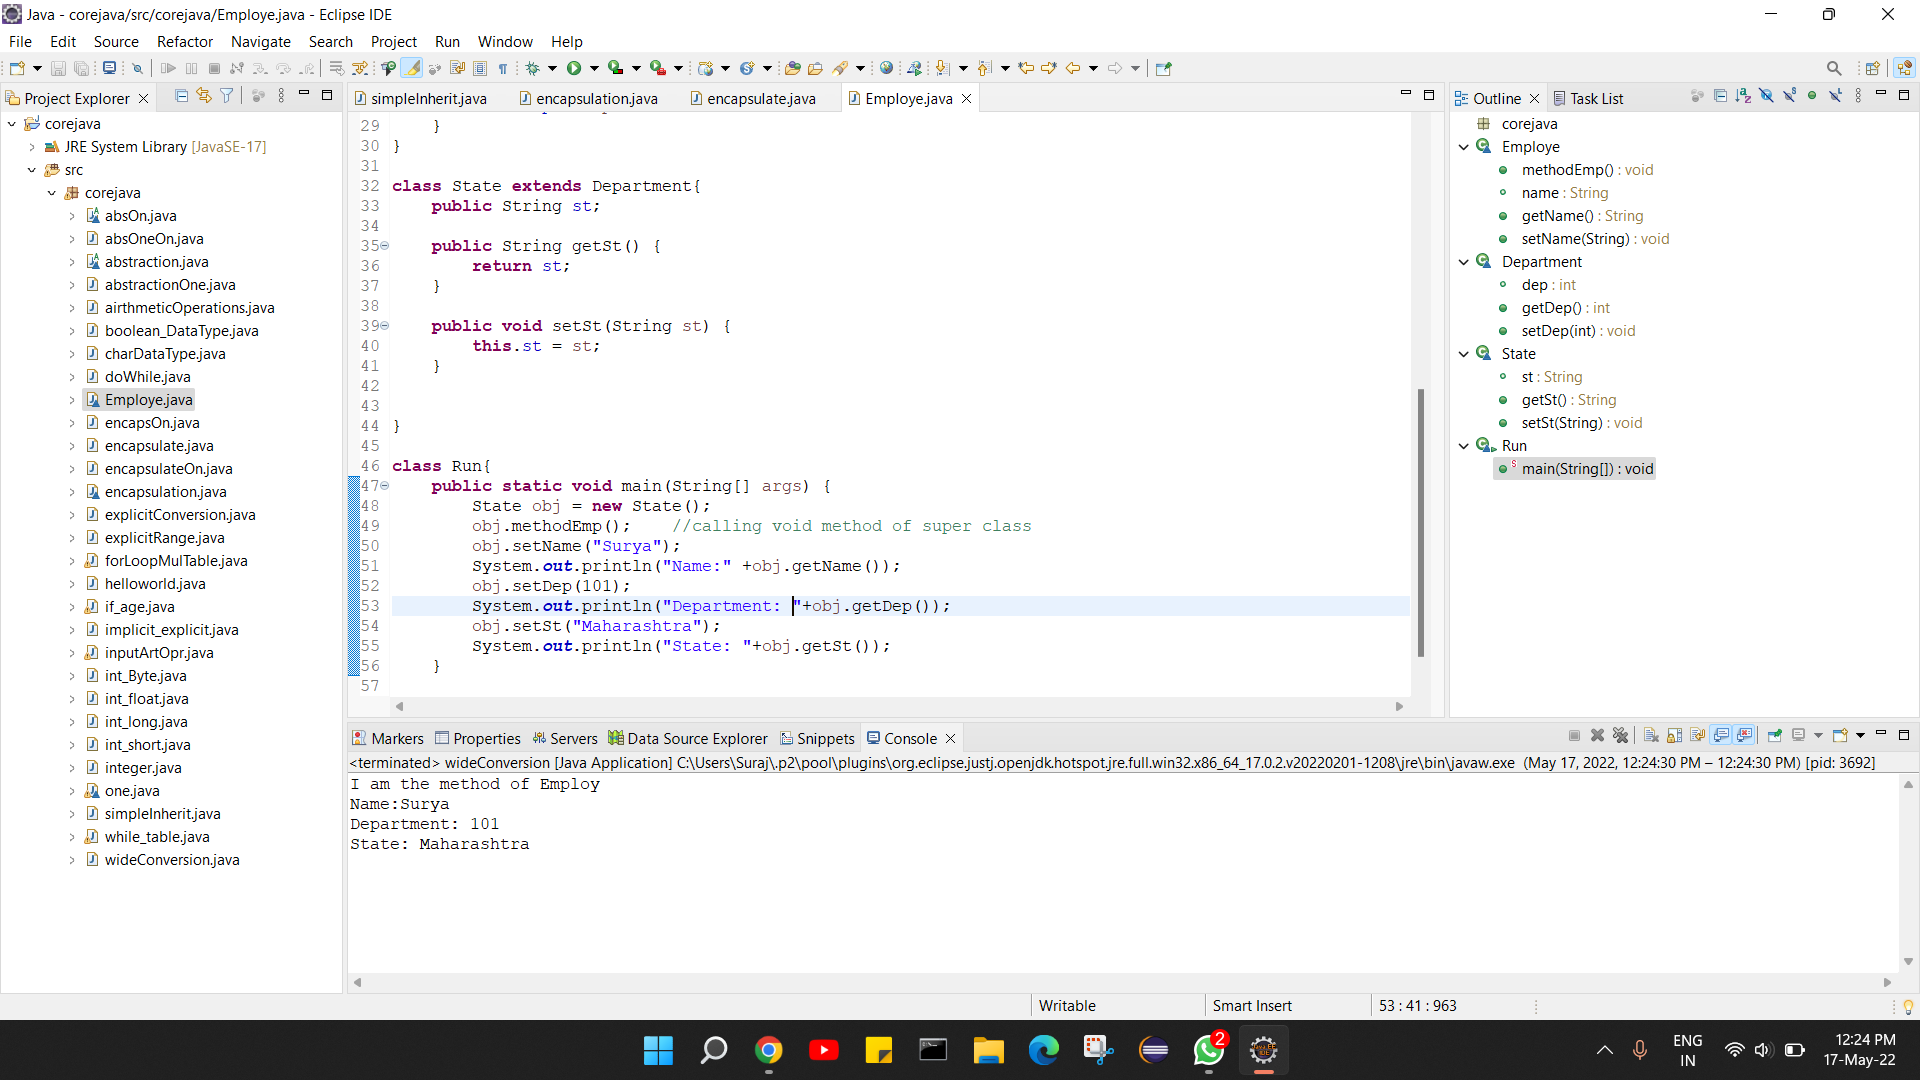 Java - corejava/src/corejava/Employe.java - Eclipse IDE
File Edit Source Refactor Navigate Search Project Run Window Help
Project Explorer
corejava
JRE System Library [JavaSE-17]
src
corejava
absOn.java
absOneOn.java
abstraction.java
abstractionOne.java
airthmeticOperations.java
boolean_DataType.java
charDataType.java
doWhile.java
Employe.java
encapsOn.java
encapsulate.java
encapsulateOn.java
encapsulation.java
explicitConversion.java
explicitRange.java
forLoopMulTable.java
helloworld.java
if_age.java
implicit_explicit.java
inputArtOpr.java
int_Byte.java
int_float.java
int_long.java
int_short.java
integer.java
one.java
simpleInherit.java
while_table.java
wideConversion.java
simpleInherit.java encapsulation.java encapsulate.java Employe.java
29 }
30 }
31
32 class State extends Department{
33 public String st;
34
35 public String getSt() {
36 return st;
37 }
38
39 public void setSt(String st) {
40 this.st = st;
41 }
42
43
44 }
45
46 class Run{
47 public static void main(String[] args) {
48 State obj = new State();
49 obj.methodEmp(); //calling void method of super class
50 obj.setName("Surya");
51 System.out.println("Name:" +obj.getName());
52 obj.setDep(101);
53 System.out.println("Department: "+obj.getDep());
54 obj.setSt("Maharashtra");
55 System.out.println("State: "+obj.getSt());
56 }
57
Outline Task List
corejava
Employe
methodEmp() : void
name : String
getName() : String
setName(String) : void
Department
dep : int
getDep() : int
setDep(int) : void
State
st : String
getSt() : String
setSt(String) : void
Run
main(String[]) : void
Markers Properties Servers Data Source Explorer Snippets Console
<terminated> wideConversion [Java Application] C:\Users\Suraj\.p2\pool\plugins\org.eclipse.justj.openjdk.hotspot.jre.full.win32.x86_64_17.0.2.v20220201-1208\jre\bin\javaw.exe (May 17, 2022, 12:24:30 PM – 12:24:30 PM) [pid: 3692]
I am the method of Employ
Name:Surya
Department: 101
State: Maharashtra
Writable Smart Insert 53 : 41 : 963
2
ENG
IN
12:24 PM
17-May-22